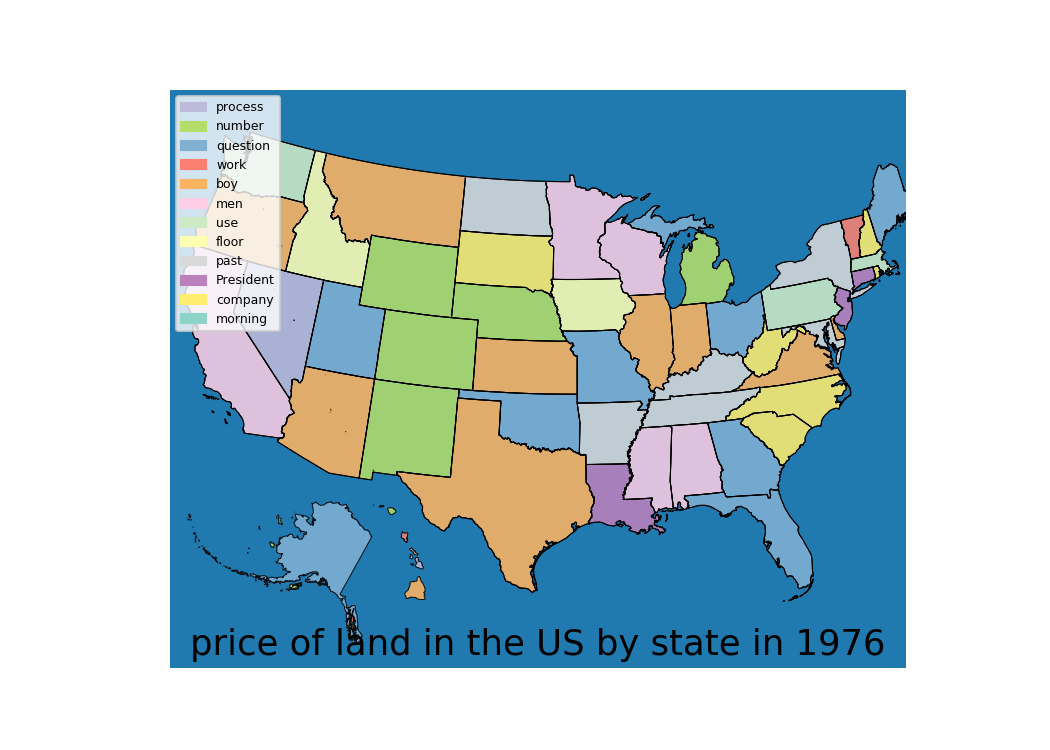 process
number
question
work
boy
men
use
floor
past
President
company
morning
price of land in the US by state in 1976